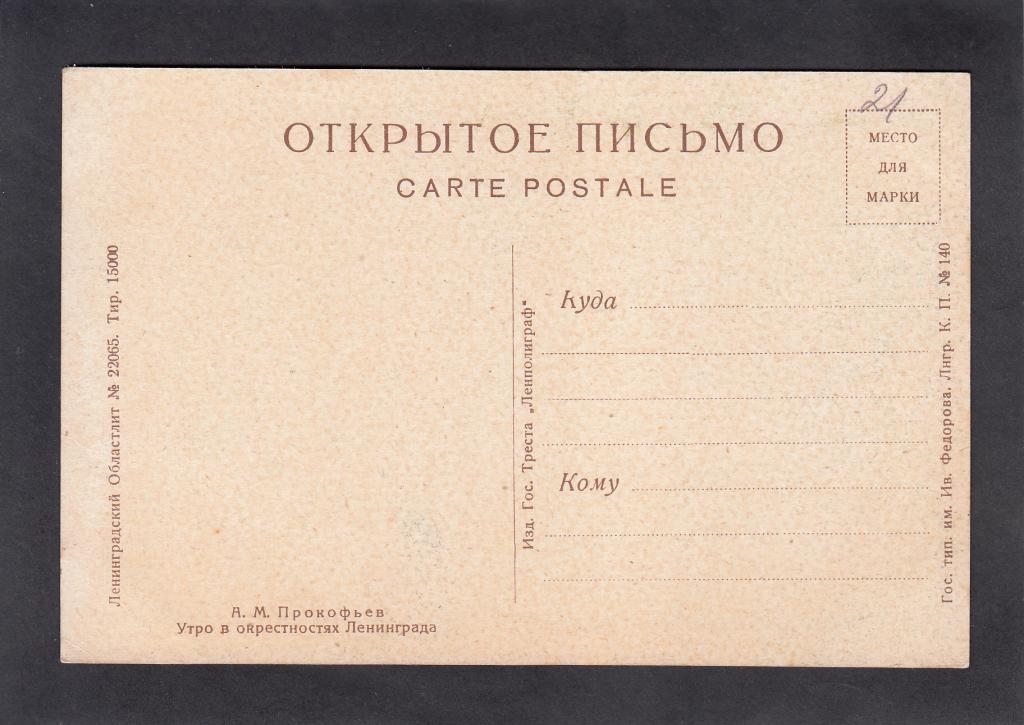 21
ОТКРЫТОЕ ПИСЬМО
CARTE POSTALE
МЕСТО
ДЛЯ
МАРКИ
Ленинградский Областлит № 22065. Тир. 15000
Изд. Гос. Треста „Ленполиграф“
Куда
Кому
Гос. тип. им. Ив. Федорова. Лнгр. К. П. № 140
А. М. Прокофьев
Утро в окрестностях Ленинграда